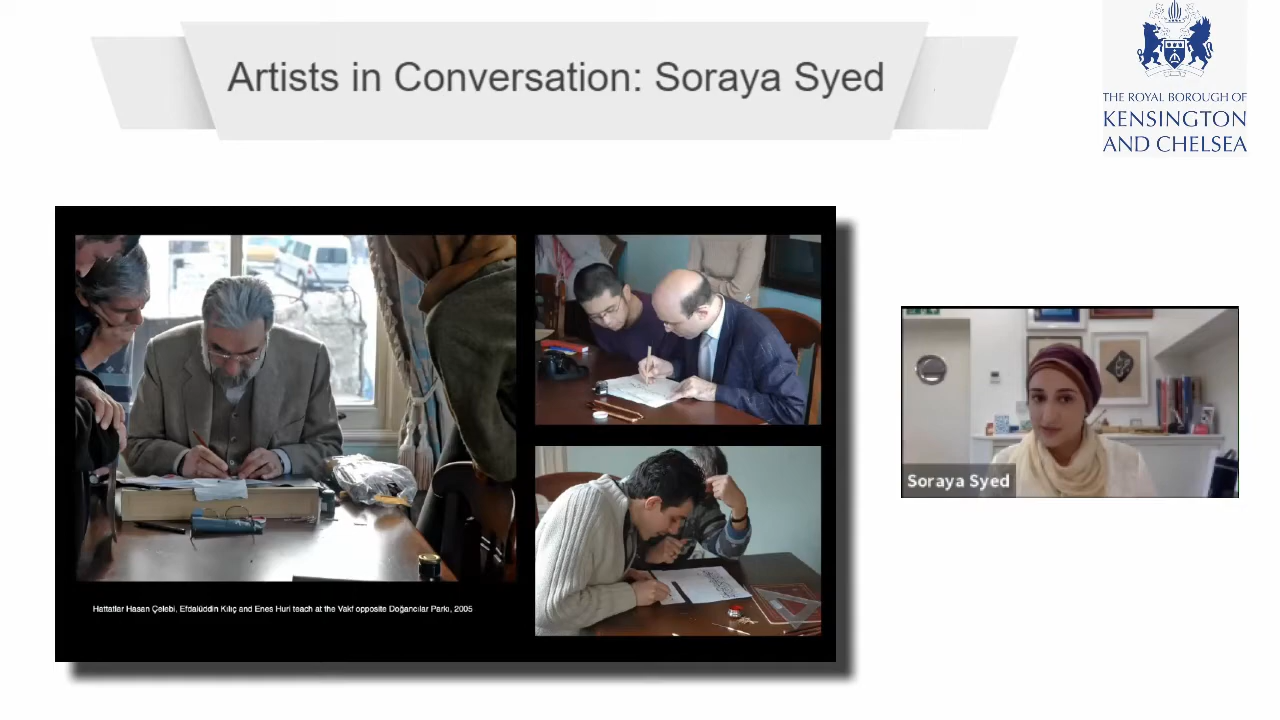 Artists in Conversation: Soraya Syed
THE ROYAL BOROUGH OF
KENSINGTON
AND CHELSEA
Soraya Syed
Hattatlar Hasan Çelebi, Efdalüddin Kılıç and Enes Huri teach at the Vakf opposite Doğancılar Parkı, 2005